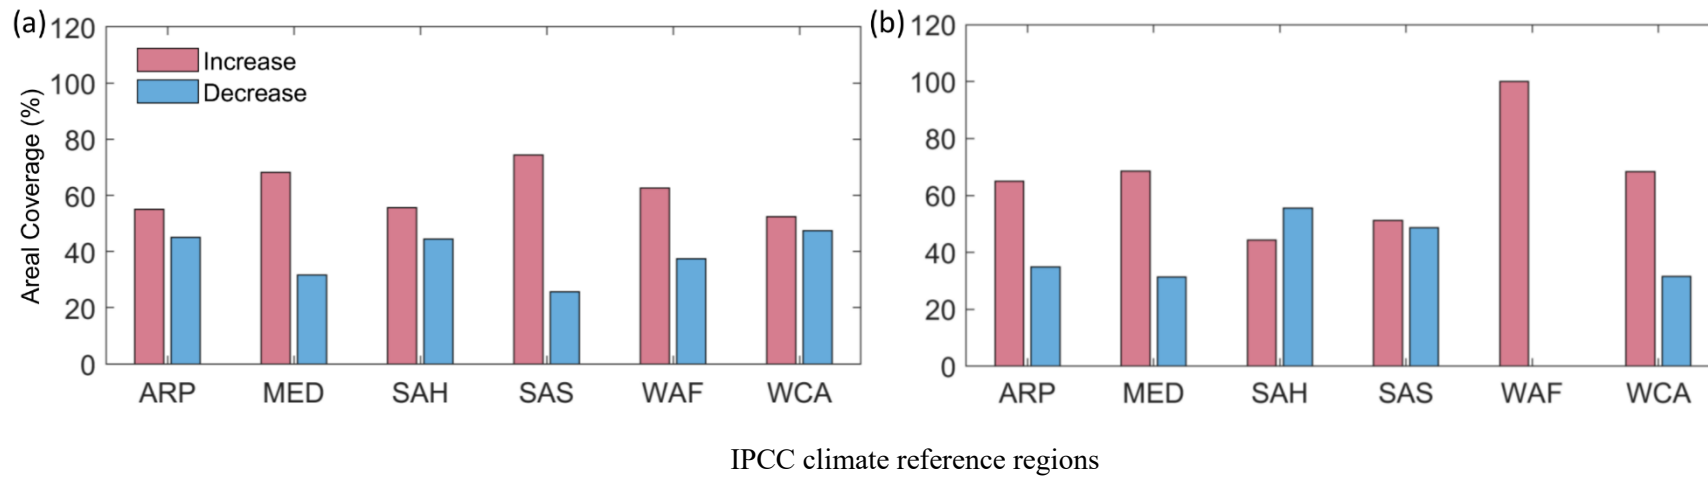 (a)
120
100
80
60
40
20
0
Areal Coverage (%)
Increase
Decrease
ARP MED SAH SAS WAF WCA
(b)
120
100
80
60
40
20
0
ARP MED SAH SAS WAF WCA
IPCC climate reference regions